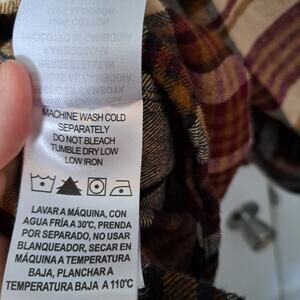 MACHINE WASH COLD
SEPARATELY
DO NOT BLEACH
TUMBLE DRY LOW
LOW IRON
LAVAR A MÁQUINA, CON
AGUA FRÍA A 30°C, PRENDA
POR SEPARADO, NO USAR
BLANQUEADOR, SECAR EN
MÁQUINA A TEMPERATURA
BAJA, PLANCHAR A
TEMPERATURA BAJA A 110°C